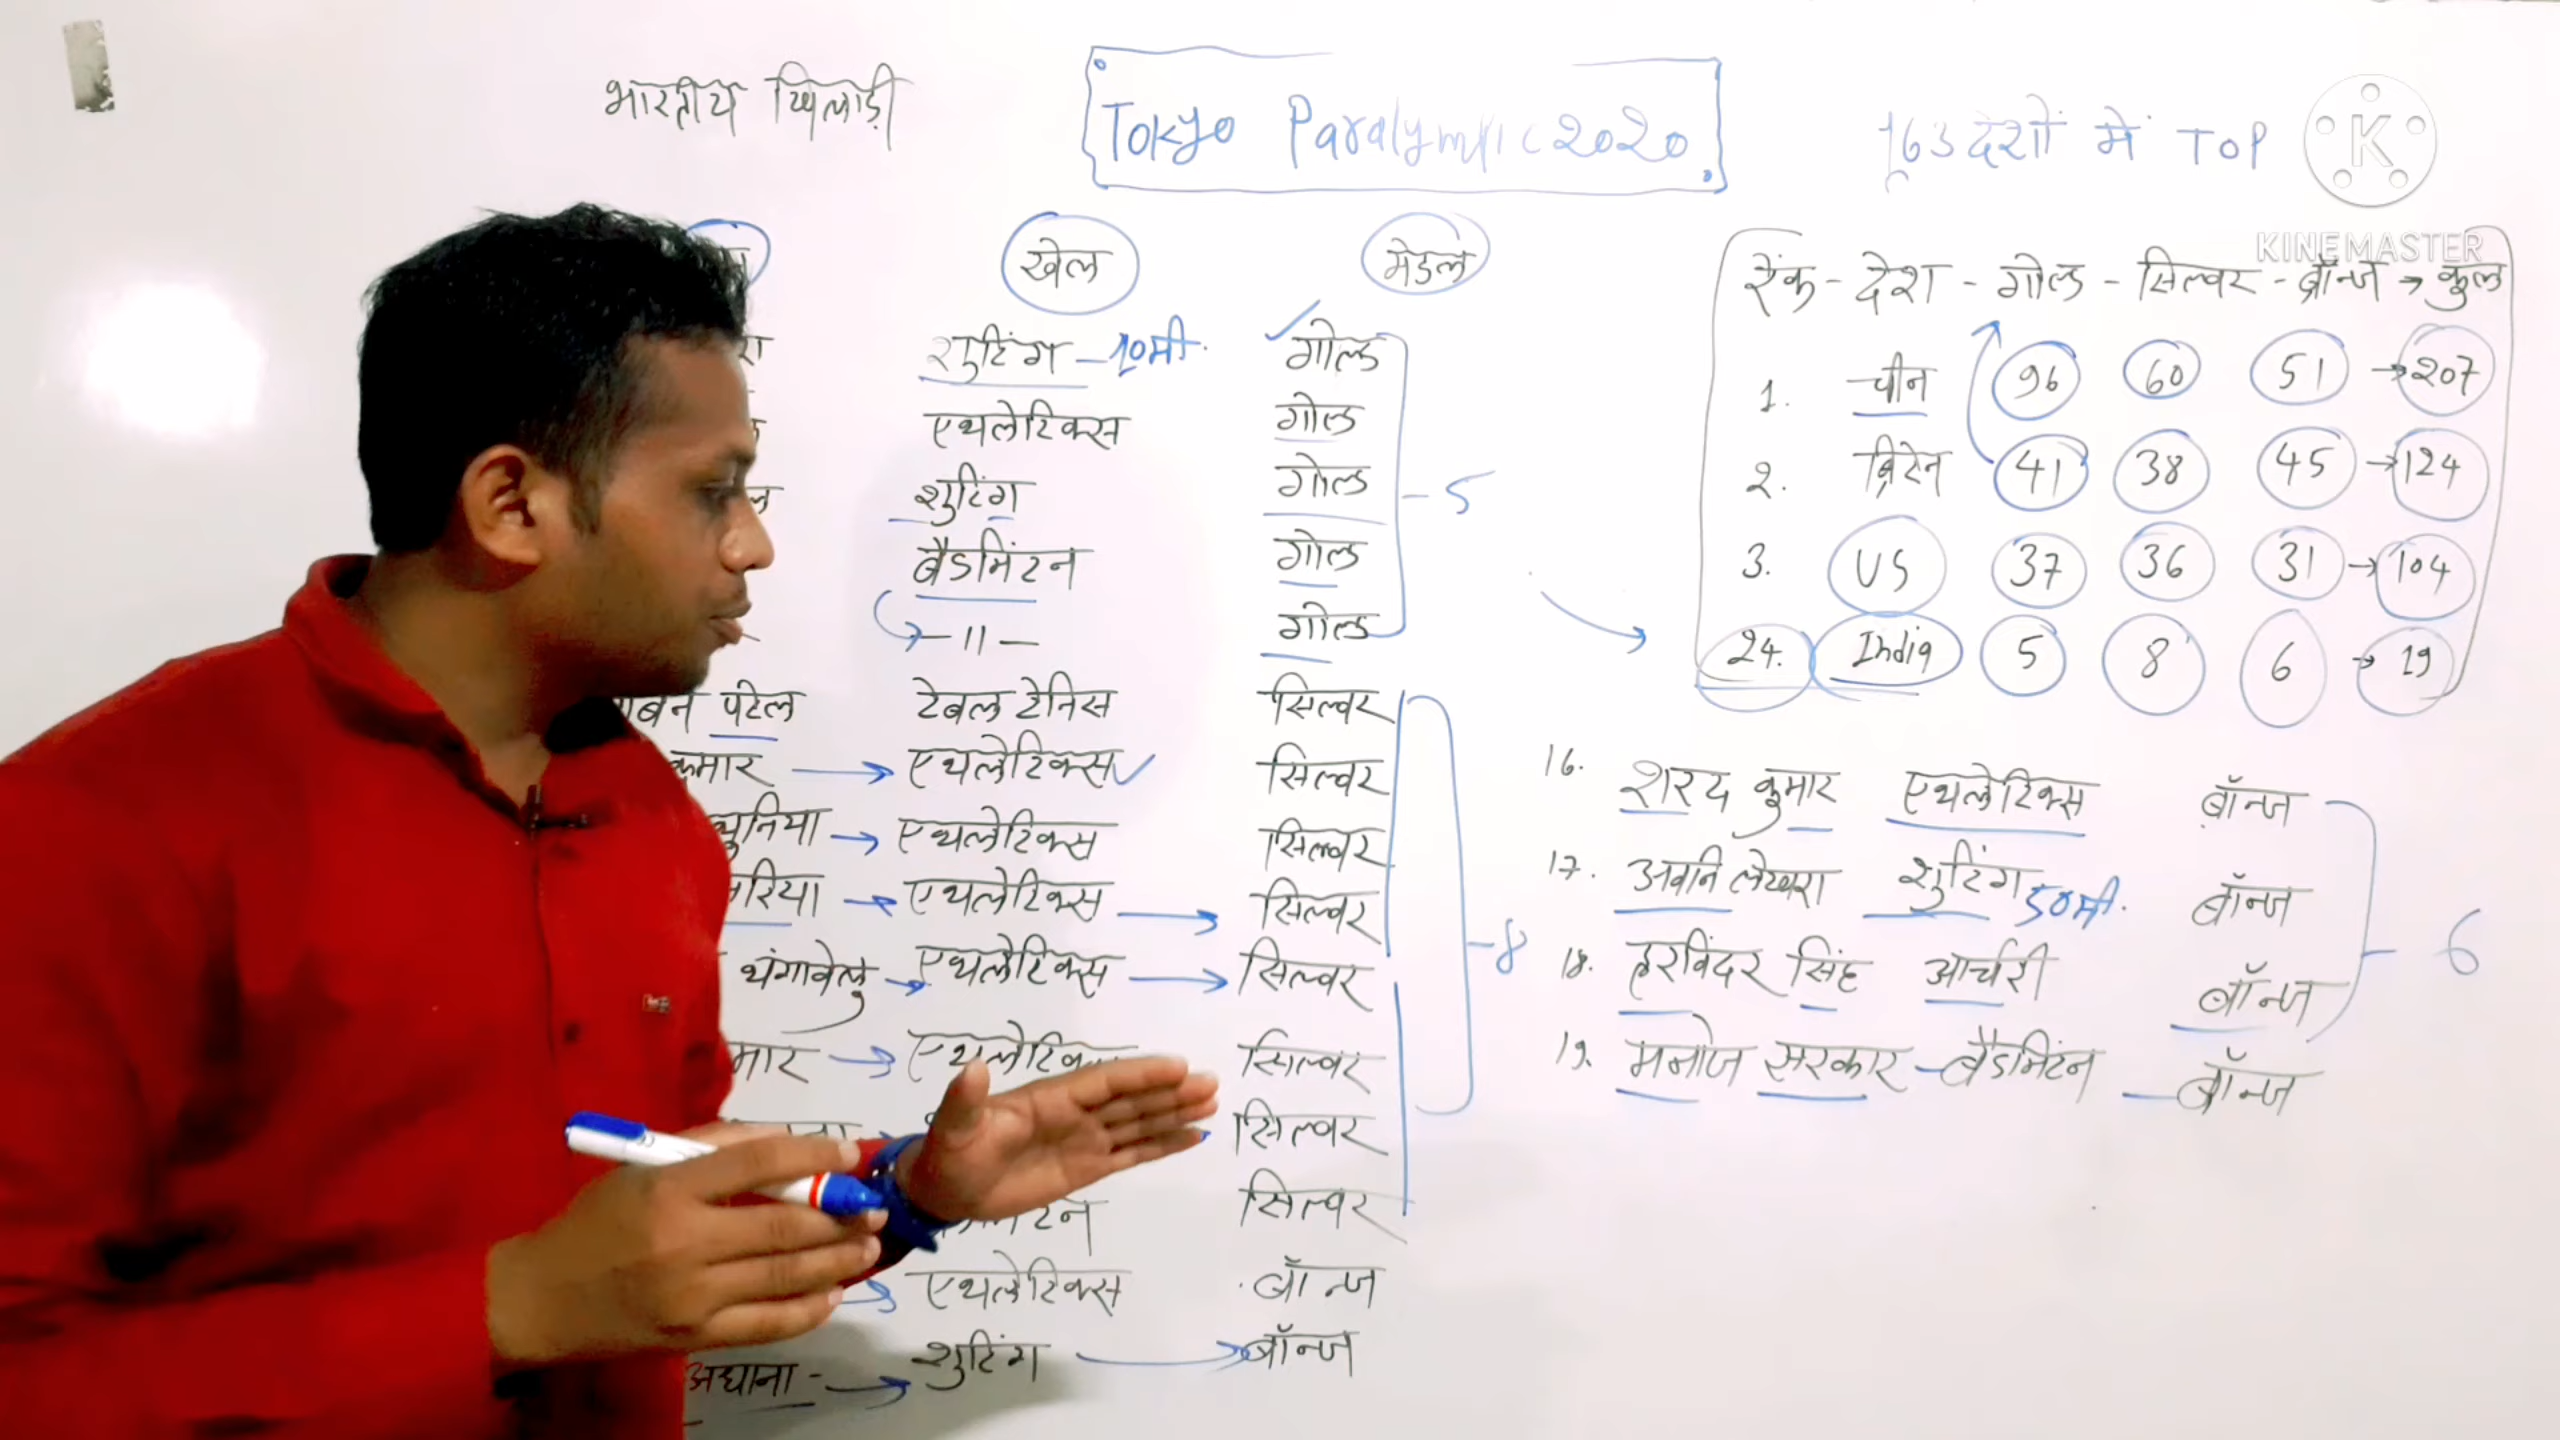 भारतीय खिलाड़ी
Tokyo Paralympic 2020
163 देशों में TOP
KINEMASTER
खेल मेडल
शुटिंग - 10मी. गोल्ड
एथलेटिक्स गोल्ड
शुटिंग गोल्ड - 5
बैडमिंटन गोल्ड
-||- गोल्ड
पटेल टेबल टेनिस सिल्वर
कुमार → एथलेटिक्स सिल्वर
→ एथलेटिक्स सिल्वर
→ एथलेटिक्स → सिल्वर
थंगावेलु → एथलेटिक्स → सिल्वर - 8
→ एथलेटिक्स सिल्वर
सिल्वर
सिल्वर
→ एथलेटिक्स बॉन्ज
अधाना - → शुटिंग → बॉन्ज
रैंक - देश - गोल्ड - सिल्वर - ब्रॉन्ज → कुल
1. चीन 96 60 51 → 207
2. ब्रिटेन 41 38 45 → 124
3. US 37 36 31 → 104
24. India 5 8 6 → 19
16. शरद कुमार एथलेटिक्स ब्रॉन्ज
17. अवनि लेखरा शुटिंग 50मी. बॉन्ज
18. हरविंदर सिंह आर्चरी बॉन्ज - 6
19. मनोज सरकार - बैडमिंटन - ब्रॉन्ज